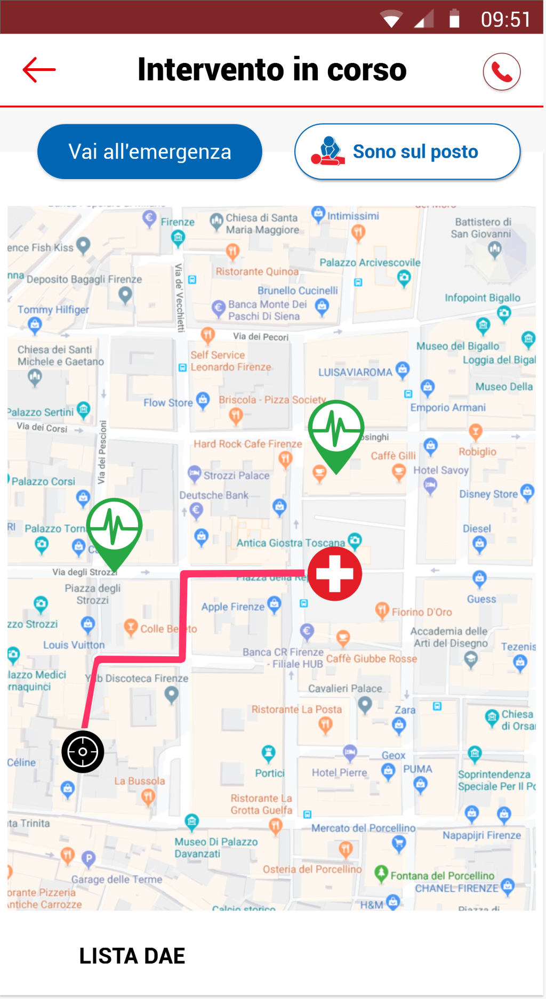 09:51
Intervento in corso
Vai all'emergenza
Sono sul posto
Firenze
Chiesa di Santa
Maria Maggiore
Intimissimi
Battistero di
San Giovanni
ence Fish Kiss
Ristorante Quinoa
Palazzo Arcivescovile
nna
Deposito Bagagli Firenze
Via de' Vecchietti
Brunello Cucinelli
Infopoint Bigallo
Tommy Hilfiger
Banca Monte Dei
Paschi Di Siena
Via dei Pecori
Chiesa dei Santi
Michele e Gaetano
Self Service
Leonardo Firenze
Museo del Bigallo
Loggia del Bigal
LUISAVIAROMA
Museo Della
Flow Store
Briscola - Pizza Society
Emporio Armani
Palazzo Sertini
Via dei Corsi
Via dei Pescioni
Hard Rock Cafe Firenze
osinghi
Caffè Gilli
Robiglio
Strozzi Palace
Hotel Savoy
Palazzo Corsi
Deutsche Bank
Disney Store
RI
Palazzo Torn
Diesel
Antica Giostra Toscana
Ca
Via degli Strozzi
Piazza della Rep
Piazza degli
Strozzi
Apple Firenze
Guess
Fiorino D'Oro
zzo Strozzi
Colle Bereto
Accademia delle
Arti del Disegno
Louis Vuitton
Tezenis
Banca CR Firenze
- Filiale HUB
Caffè Giubbe Rosse
lazzo Medici
rnaquinci
Yab Discoteca Firenze
Cavalieri Palace
Ristorante La Posta
Zara
Chiesa
di Orsa
Céline
Portici
Hotel Pierre
Geox
PUMA
La Bussola
Soprintendenza
Speciale Per Il Po
Ristorante La
Grotta Guelfa
ta Trinita
Mercato del Porcellino
Napapijri Firenze
Museo Di Palazzo
Davanzati
P
Osteria del Porcellino
Garage delle Terme
Fontana del Porcellino
CHANEL FIRENZE
orante Pizzeria
Antiche Carrozze
H&M
Calcio storico
Piazza di
LISTA DAE